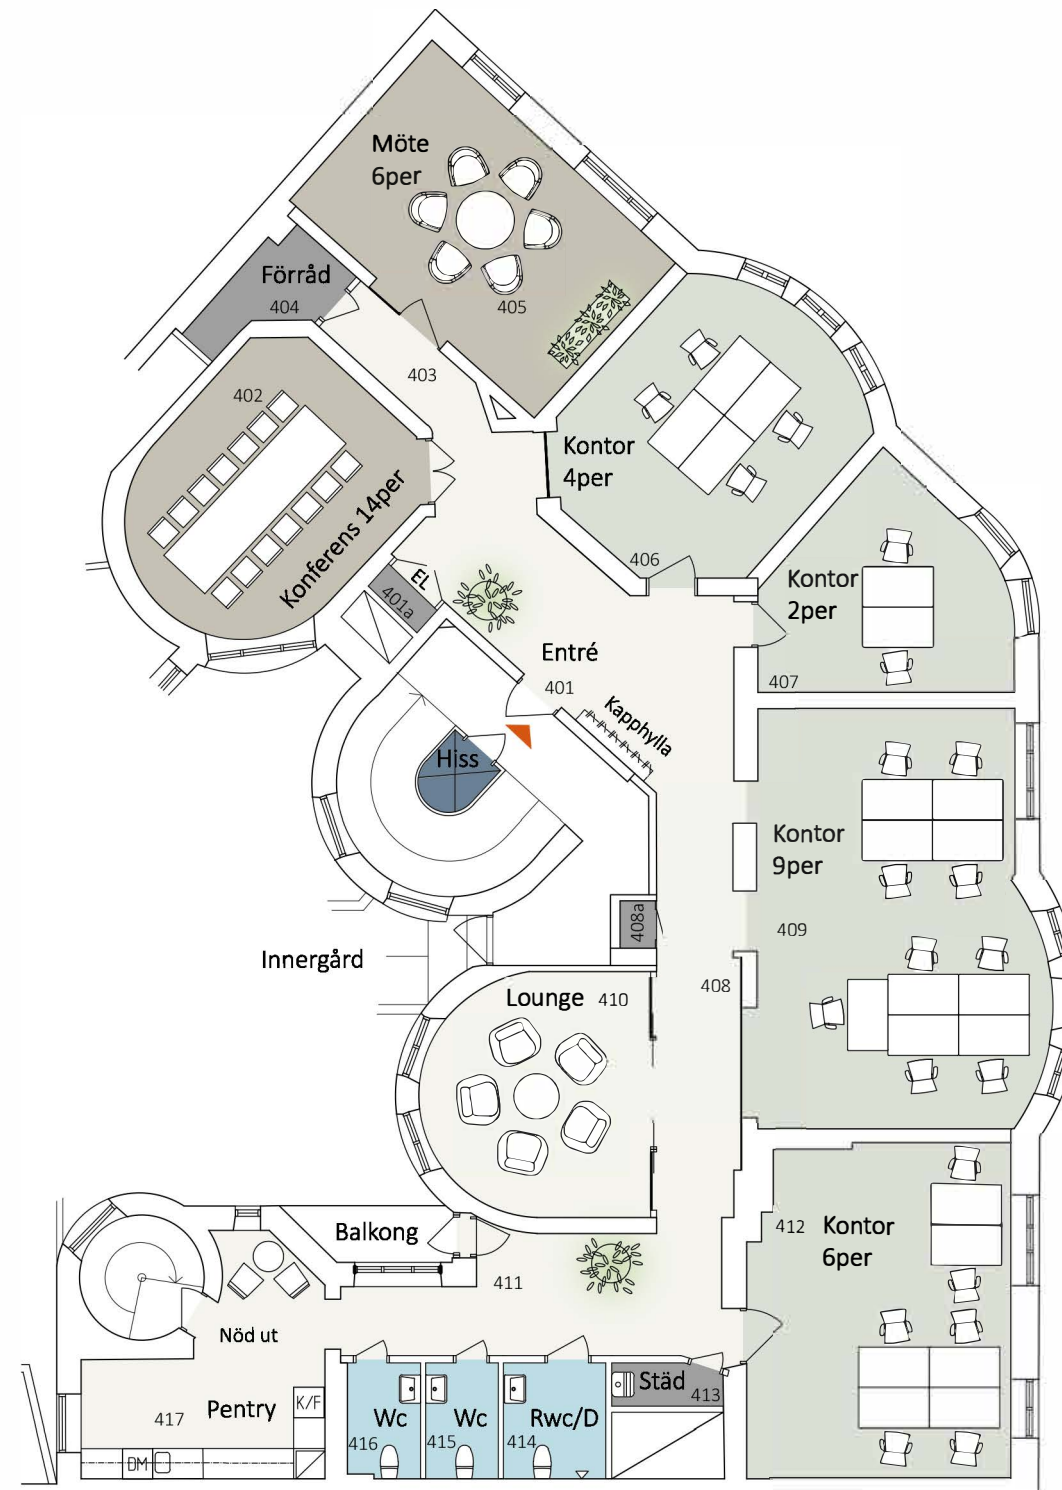 Möte
6per
Förråd
404
405
403
402
Konferens 14per
Kontor
4per
406
EL
401a
Kontor
2per
407
Entré
401
Kapphylla
Hiss
Kontor
9per
409
408a
Innergård
408
Lounge 410
Balkong
411
412
Kontor
6per
Nöd ut
K/F
Pentry
417
DM
Wc
416
Wc
415
Rwc/D
414
Städ
413